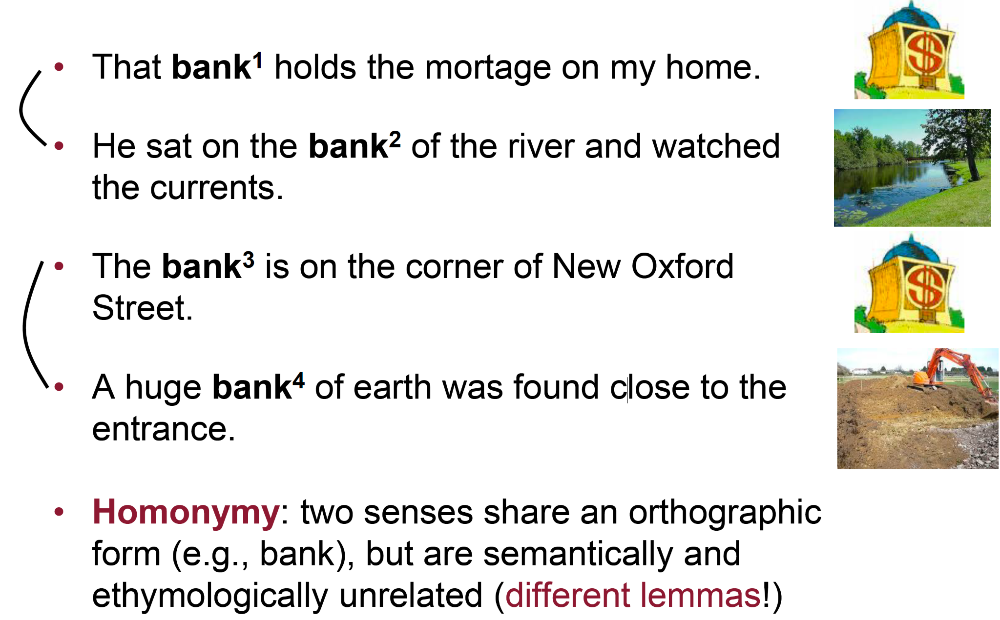 • That bank¹ holds the mortage on my home.
• He sat on the bank² of the river and watched
the currents.
• The bank³ is on the corner of New Oxford
Street.
• A huge bank⁴ of earth was found close to the
entrance.
• Homonymy: two senses share an orthographic
form (e.g., bank), but are semantically and
ethymologically unrelated (different lemmas!)